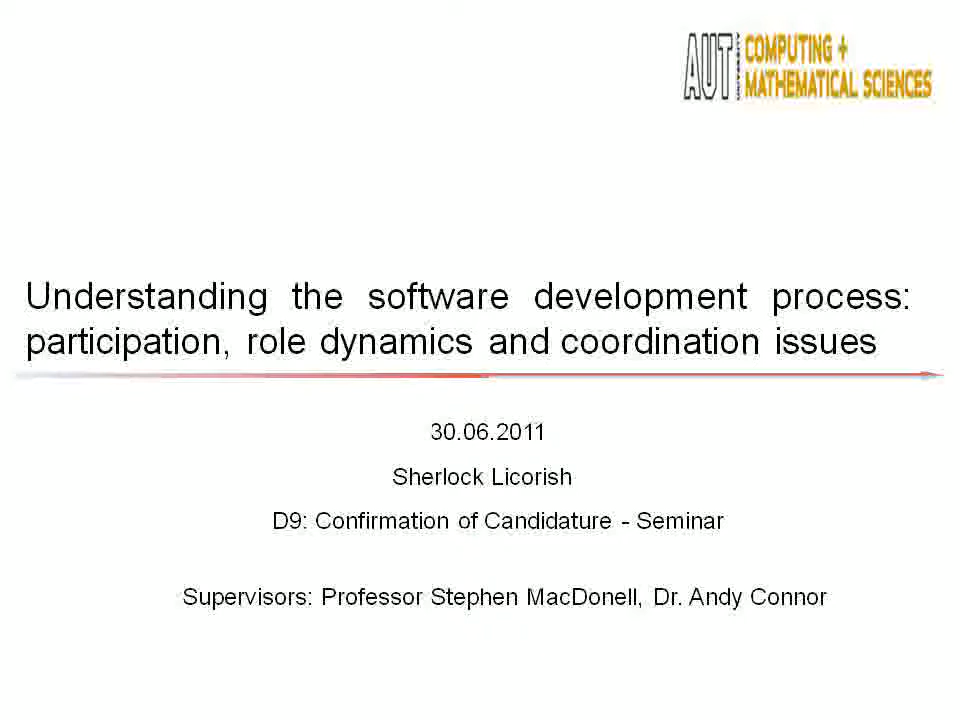 AUT UNIVERSITY COMPUTING +
MATHEMATICAL SCIENCES
Understanding the software development process:
participation, role dynamics and coordination issues
30.06.2011
Sherlock Licorish
D9: Confirmation of Candidature - Seminar
Supervisors: Professor Stephen MacDonell, Dr. Andy Connor